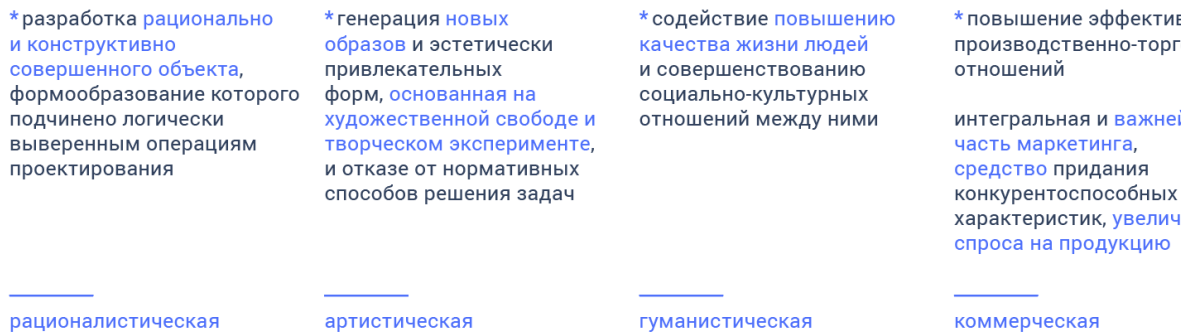 *разработка рационально
и конструктивно
совершенного объекта,
формообразование которого
подчинено логически
выверенным операциям
проектирования
*генерация новых
образов и эстетически
привлекательных
форм, основанная на
художественной свободе и
творческом эксперименте,
и отказе от нормативных
способов решения задач
*содействие повышению
качества жизни людей
и совершенствованию
социально-культурных
отношений между ними
*повышение
отношений
интегральная и
часть маркетинга,
средство придания
конкурентоспособных
характеристик,
спроса на продукцию
рационалистическая
артистическая
гуманистическая
коммерческая